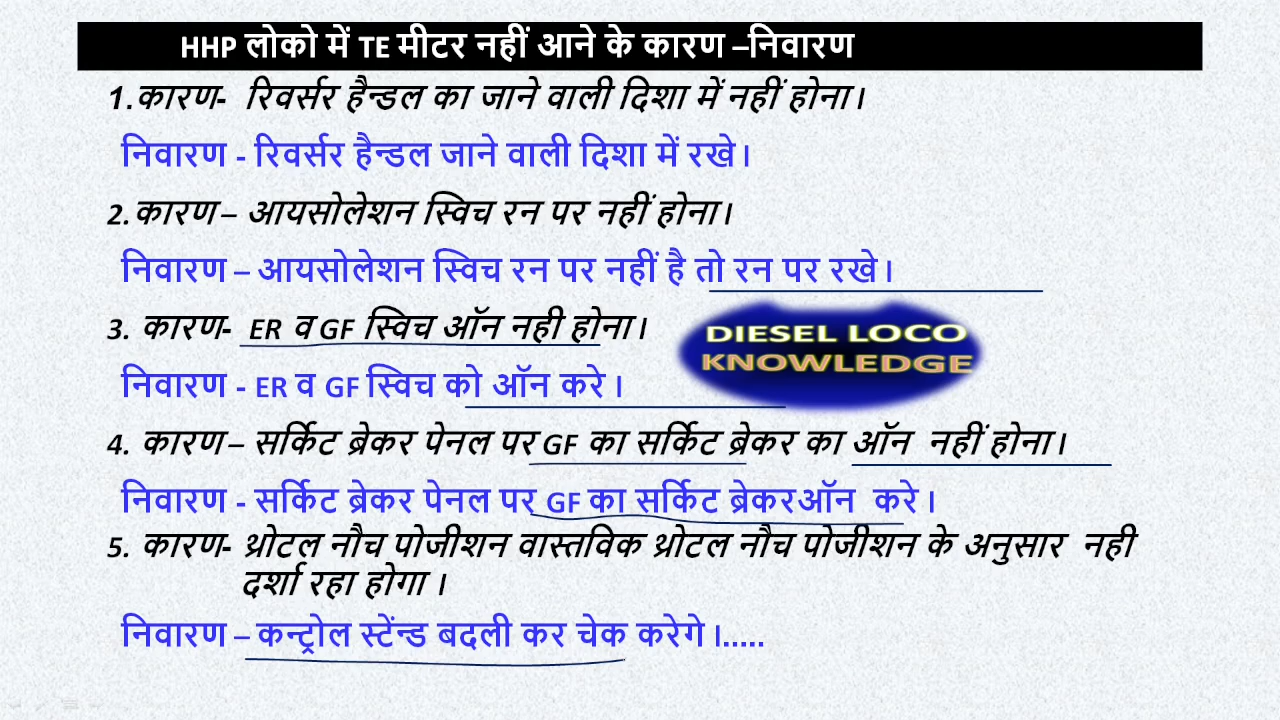 HHP लोको में TE मीटर नहीं आने के कारण –निवारण
1.कारण- रिवर्सर हैन्डल का जाने वाली दिशा में नहीं होना।
निवारण - रिवर्सर हैन्डल जाने वाली दिशा में रखे।
2.कारण – आयसोलेशन स्विच रन पर नहीं होना।
निवारण – आयसोलेशन स्विच रन पर नहीं है तो रन पर रखे।
3. कारण- ER व GF स्विच ऑन नही होना।
DIESEL LOCO
KNOWLEDGE
निवारण - ER व GF स्विच को ऑन करे।
4. कारण – सर्किट ब्रेकर पेनल पर GF का सर्किट ब्रेकर का ऑन नहीं होना।
निवारण - सर्किट ब्रेकर पेनल पर GF का सर्किट ब्रेकरऑन करे।
5. कारण- थ्रोटल नौच पोजीशन वास्तविक थ्रोटल नौच पोजीशन के अनुसार नही
दर्शा रहा होगा ।
निवारण – कन्ट्रोल स्टेंन्ड बदली कर चेक करेगे।.....